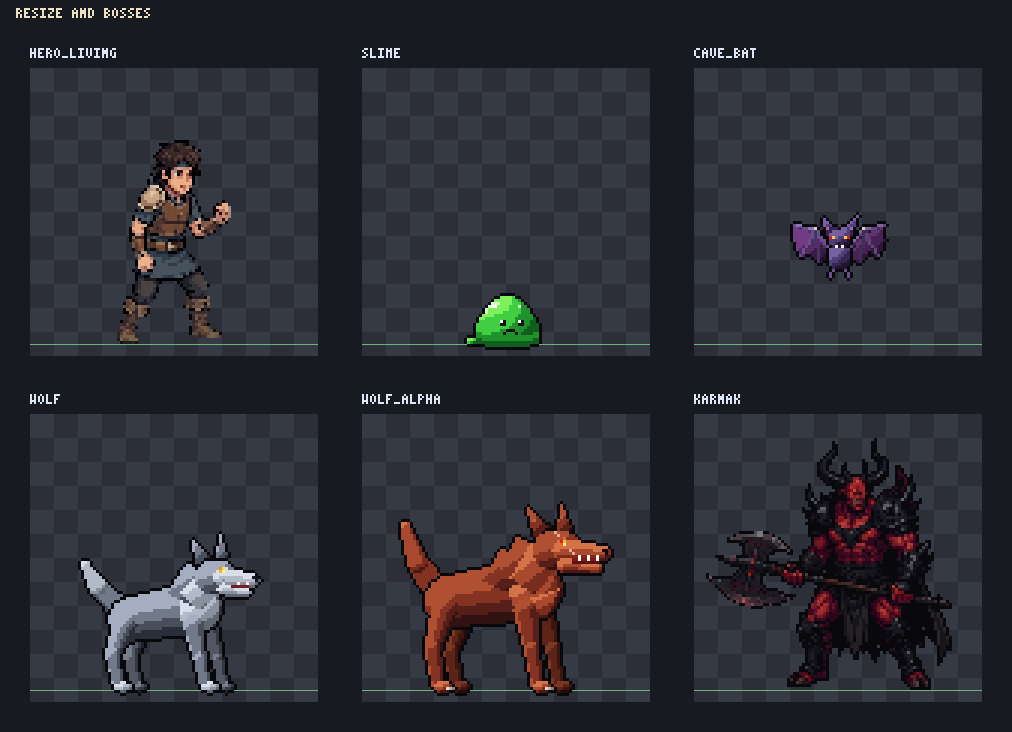 RESIZE AND BOSSES
HERO_LIVING
SLIME
CAVE_BAT
WOLF
WOLF_ALPHA
KARNAK